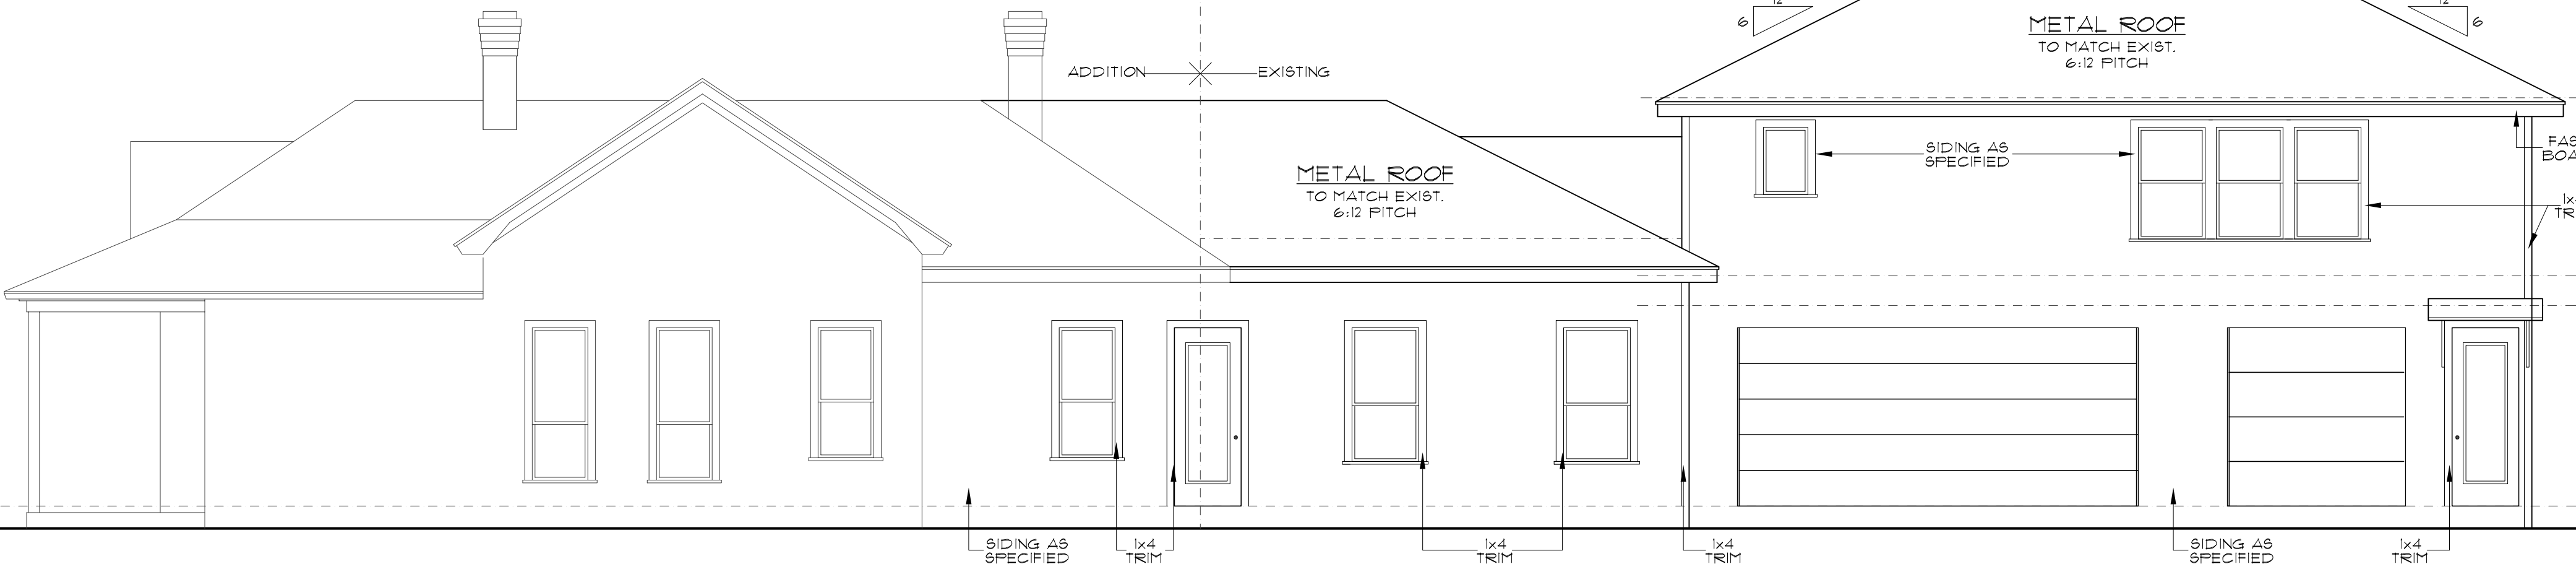 12
6
METAL ROOF
TO MATCH EXIST.
6:12 PITCH
12
6
ADDITION
EXISTING
SIDING AS
SPECIFIED
METAL ROOF
TO MATCH EXIST.
6:12 PITCH
SIDING AS
SPECIFIED
1x4
TRIM
1x4
TRIM
1x4
TRIM
SIDING AS
SPECIFIED
1x4
TRIM